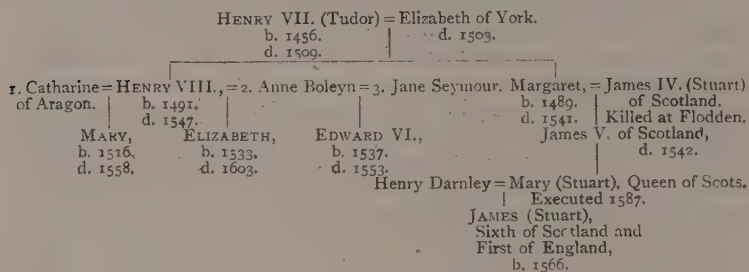 HENRY VII. (Tudor) = Elizabeth of York.
b. 1456. d. 1503.
d. 1509.
1. Catharine = HENRY VIII., = 2. Anne Boleyn = 3. Jane Seymour. Margaret, = James IV. (Stuart)
of Aragon. b. 1491. b. 1489. of Scotland.
d. 1547. d. 1541. Killed at Flodden.
MARY, ELIZABETH, EDWARD VI., James V. of Scotland,
b. 1516. b. 1533. b. 1537. d. 1542.
d. 1558. d. 1603. d. 1553.
Henry Darnley = Mary (Stuart), Queen of Scots.
Executed 1587.
JAMES (Stuart),
Sixth of Scotland and
First of England,
b. 1566.